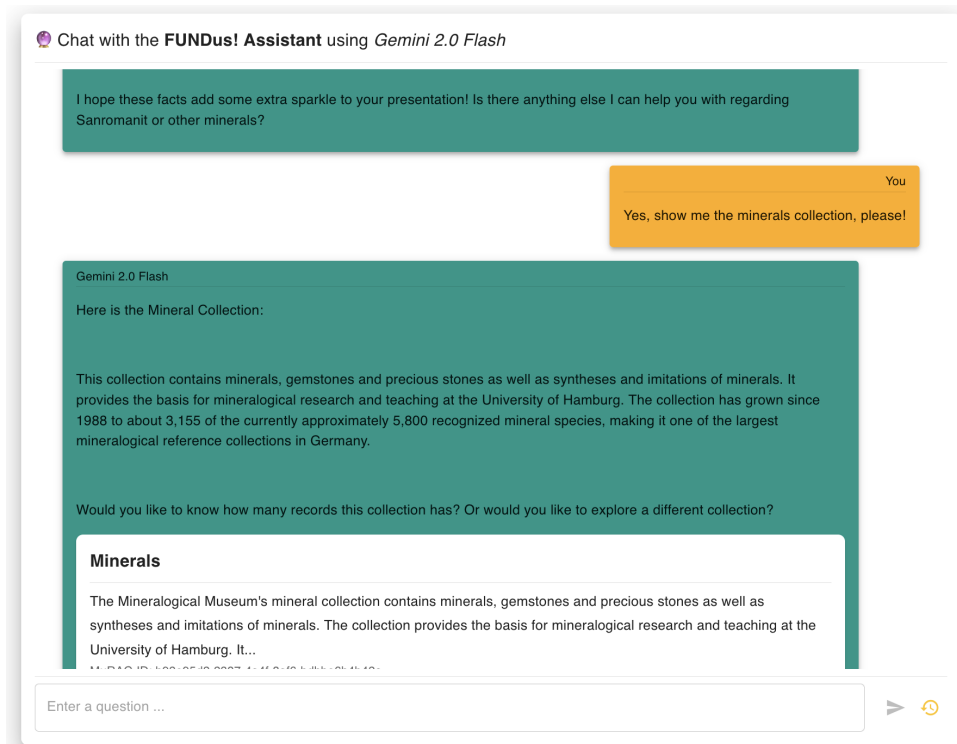 🔮 Chat with the FUNDus! Assistant using Gemini 2.0 Flash
I hope these facts add some extra sparkle to your presentation! Is there anything else I can help you with regarding
Sanromanit or other minerals?
You
Yes, show me the minerals collection, please!
Gemini 2.0 Flash
Here is the Mineral Collection:
This collection contains minerals, gemstones and precious stones as well as syntheses and imitations of minerals. It
provides the basis for mineralogical research and teaching at the University of Hamburg. The collection has grown since
1988 to about 3,155 of the currently approximately 5,800 recognized mineral species, making it one of the largest
mineralogical reference collections in Germany.
Would you like to know how many records this collection has? Or would you like to explore a different collection?
Minerals
The Mineralogical Museum's mineral collection contains minerals, gemstones and precious stones as well as
syntheses and imitations of minerals. The collection provides the basis for mineralogical research and teaching at the
University of Hamburg. It...
Enter a question ...